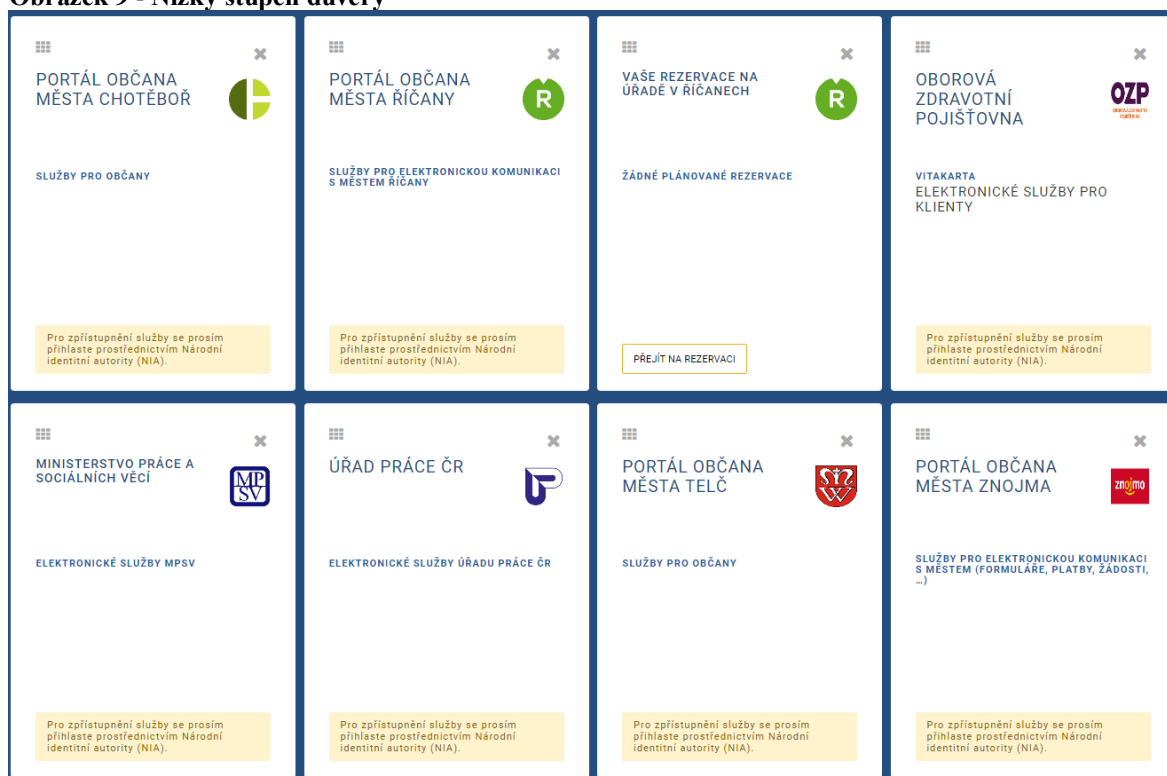 Obrázek 9 - Nízký stupeň důvěry
PORTÁL OBČANA
MĚSTA CHOTĚBOŘ
SLUŽBY PRO OBČANY
Pro zpřístupnění služby se prosím
přihlaste prostřednictvím Národní
identitní autority (NIA).
PORTÁL OBČANA
MĚSTA ŘÍČANY
Ř
SLUŽBY PRO ELEKTRONICKOU KOMUNIKACI
S MĚSTEM ŘÍČANY
Pro zpřístupnění služby se prosím
přihlaste prostřednictvím Národní
identitní autority (NIA).
VAŠE REZERVACE NA
ÚŘADĚ V ŘÍČANECH
Ř
ŽÁDNÉ PLÁNOVANÉ REZERVACE
PŘEJÍT NA REZERVACI
OBOROVÁ
ZDRAVOTNÍ
POJIŠŤOVNA
OZP
VITAKARTA
ELEKTRONICKÉ SLUŽBY PRO
KLIENTY
Pro zpřístupnění služby se prosím
přihlaste prostřednictvím Národní
identitní autority (NIA).
MINISTERSTVO PRÁCE A
SOCIÁLNÍCH VĚCÍ
MP
SV
ELEKTRONICKÉ SLUŽBY MPSV
Pro zpřístupnění služby se prosím
přihlaste prostřednictvím Národní
identitní autority (NIA).
ÚŘAD PRÁCE ČR
ELEKTRONICKÉ SLUŽBY ÚŘADU PRÁCE ČR
Pro zpřístupnění služby se prosím
přihlaste prostřednictvím Národní
identitní autority (NIA).
PORTÁL OBČANA
MĚSTA TELČ
SLUŽBY PRO OBČANY
Pro zpřístupnění služby se prosím
přihlaste prostřednictvím Národní
identitní autority (NIA).
PORTÁL OBČANA
MĚSTA ZNOJMA
znojmo
SLUŽBY PRO ELEKTRONICKOU KOMUNIKACI
S MĚSTEM (FORMULÁŘE, PLATBY, ŽÁDOSTI,
…)
Pro zpřístupnění služby se prosím
přihlaste prostřednictvím Národní
identitní autority (NIA).